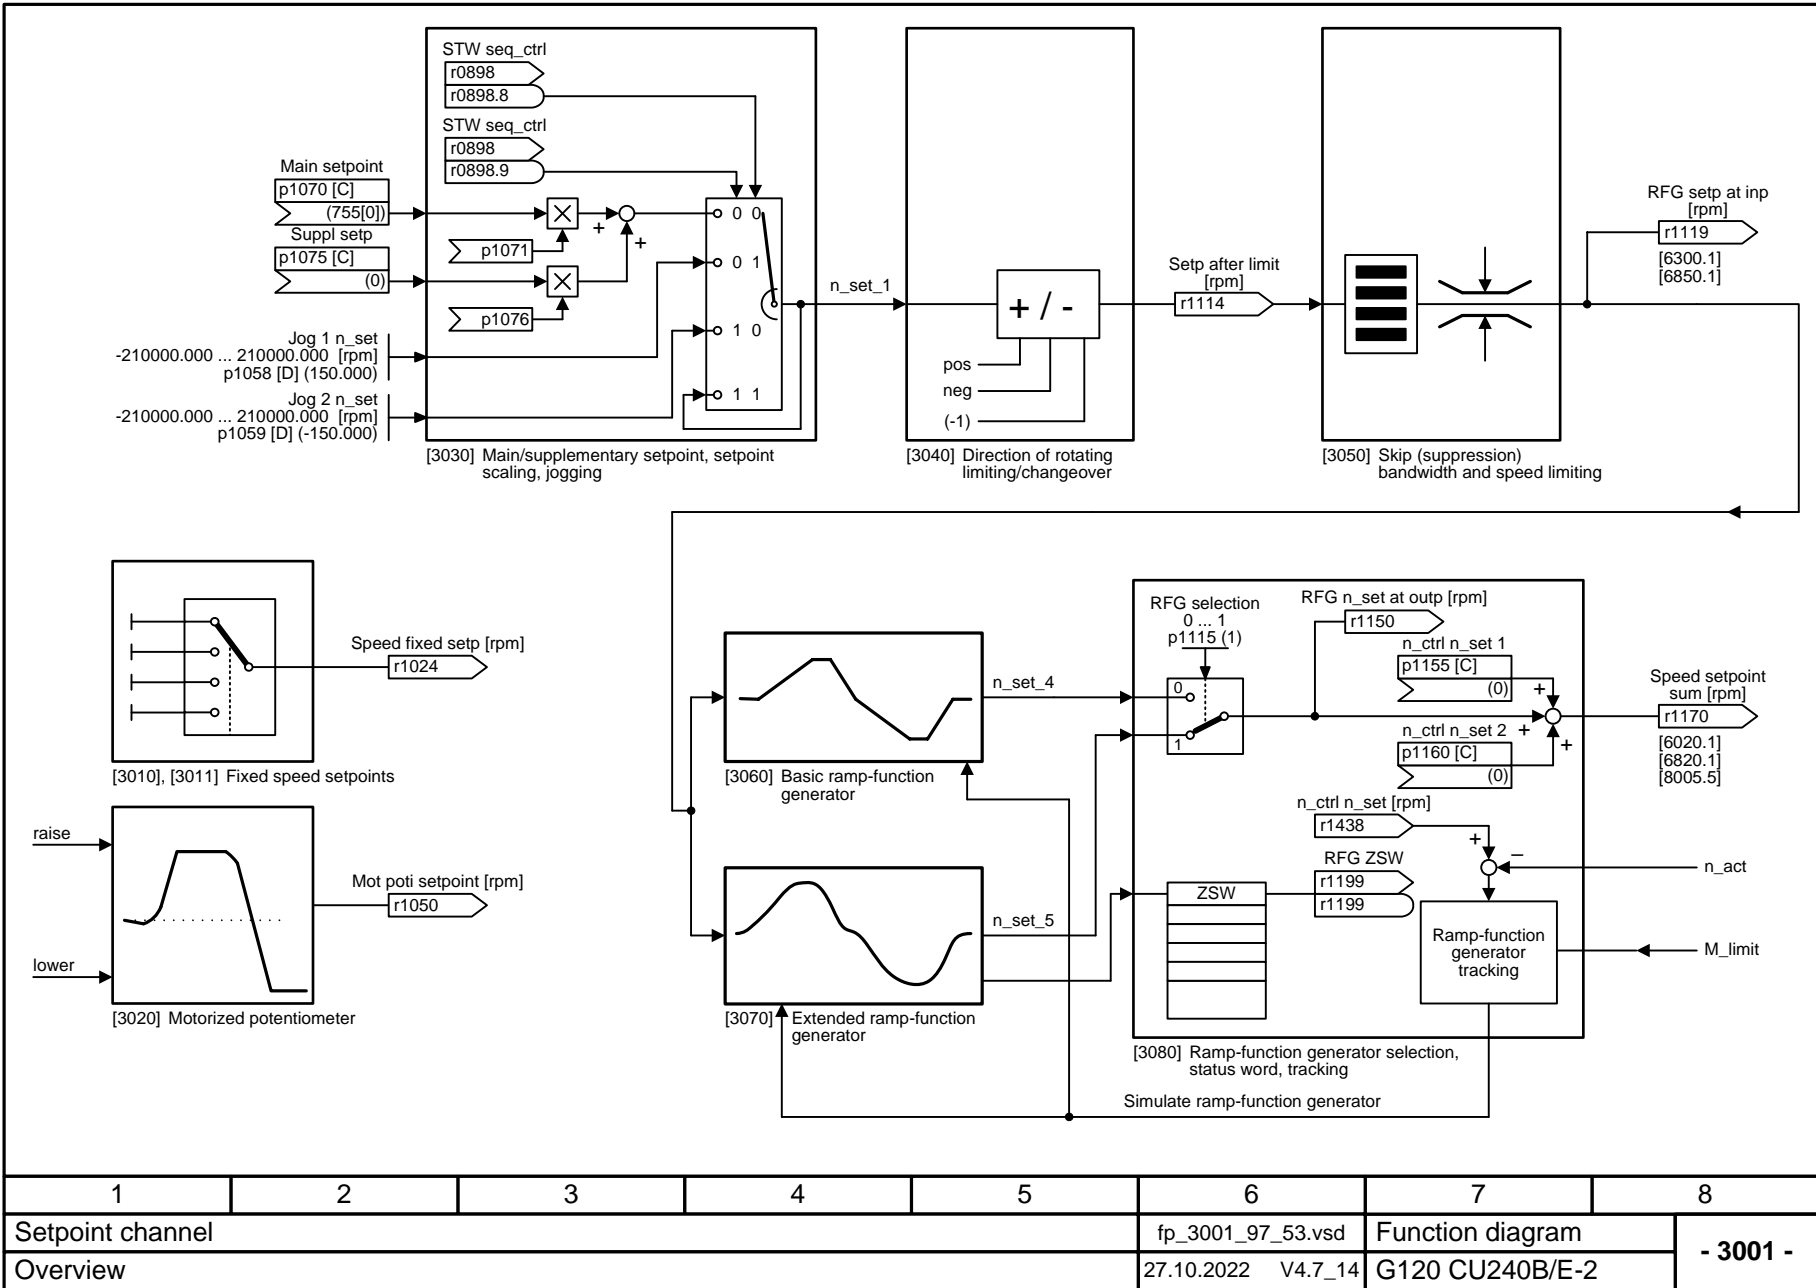 STW seq_ctrl
r0898
r0898.8
STW seq_ctrl
r0898
r0898.9
Main setpoint
p1070 [C]
(755[0])
Suppl setp
p1075 [C]
(0)
p1071
p1076
+
+
0 0
0 1
1 0
1 1
Jog 1 n_set
-210000.000 ... 210000.000 [rpm]
p1058 [D] (150.000)
Jog 2 n_set
-210000.000 ... 210000.000 [rpm]
p1059 [D] (-150.000)
[3030] Main/supplementary setpoint, setpoint
scaling, jogging
n_set_1
+ / -
pos
neg
(-1)
[3040] Direction of rotating
limiting/changeover
Setp after limit
[rpm]
r1114
[3050] Skip (suppression)
bandwidth and speed limiting
RFG setp at inp
[rpm]
r1119
[6300.1]
[6850.1]
Speed fixed setp [rpm]
r1024
[3010], [3011] Fixed speed setpoints
raise
lower
Mot poti setpoint [rpm]
r1050
[3020] Motorized potentiometer
[3060] Basic ramp-function
generator
n_set_4
[3070] Extended ramp-function
generator
n_set_5
RFG selection
0 ... 1
p1115 (1)
0
1
RFG n_set at outp [rpm]
r1150
n_ctrl n_set 1
p1155 [C]
(0)
+
+
+
n_ctrl n_set 2
p1160 [C]
(0)
Speed setpoint
sum [rpm]
r1170
[6020.1]
[6820.1]
[8005.5]
n_ctrl n_set [rpm]
r1438
+
–
n_act
RFG ZSW
r1199
r1199
ZSW
Ramp-function
generator
tracking
M_limit
[3080] Ramp-function generator selection,
status word, tracking
Simulate ramp-function generator
1 2 3 4 5 6 7 8
Setpoint channel
fp_3001_97_53.vsd
Function diagram
- 3001 -
Overview
27.10.2022 V4.7_14
G120 CU240B/E-2